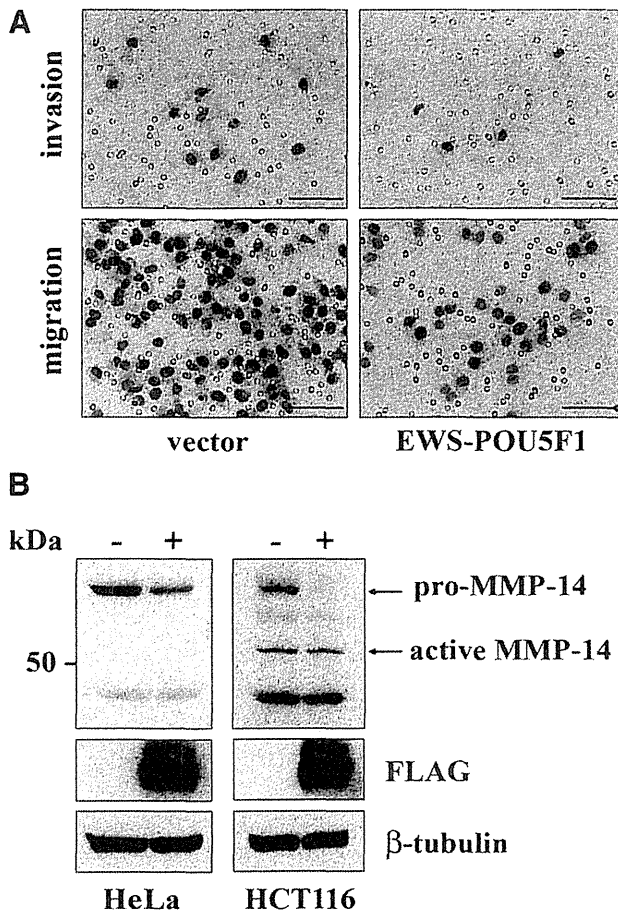 A
invasion
migration
vector EWS-POU5F1
B
kDa - + - +
pro-MMP-14
50 active MMP-14
FLAG
β-tubulin
HeLa HCT116